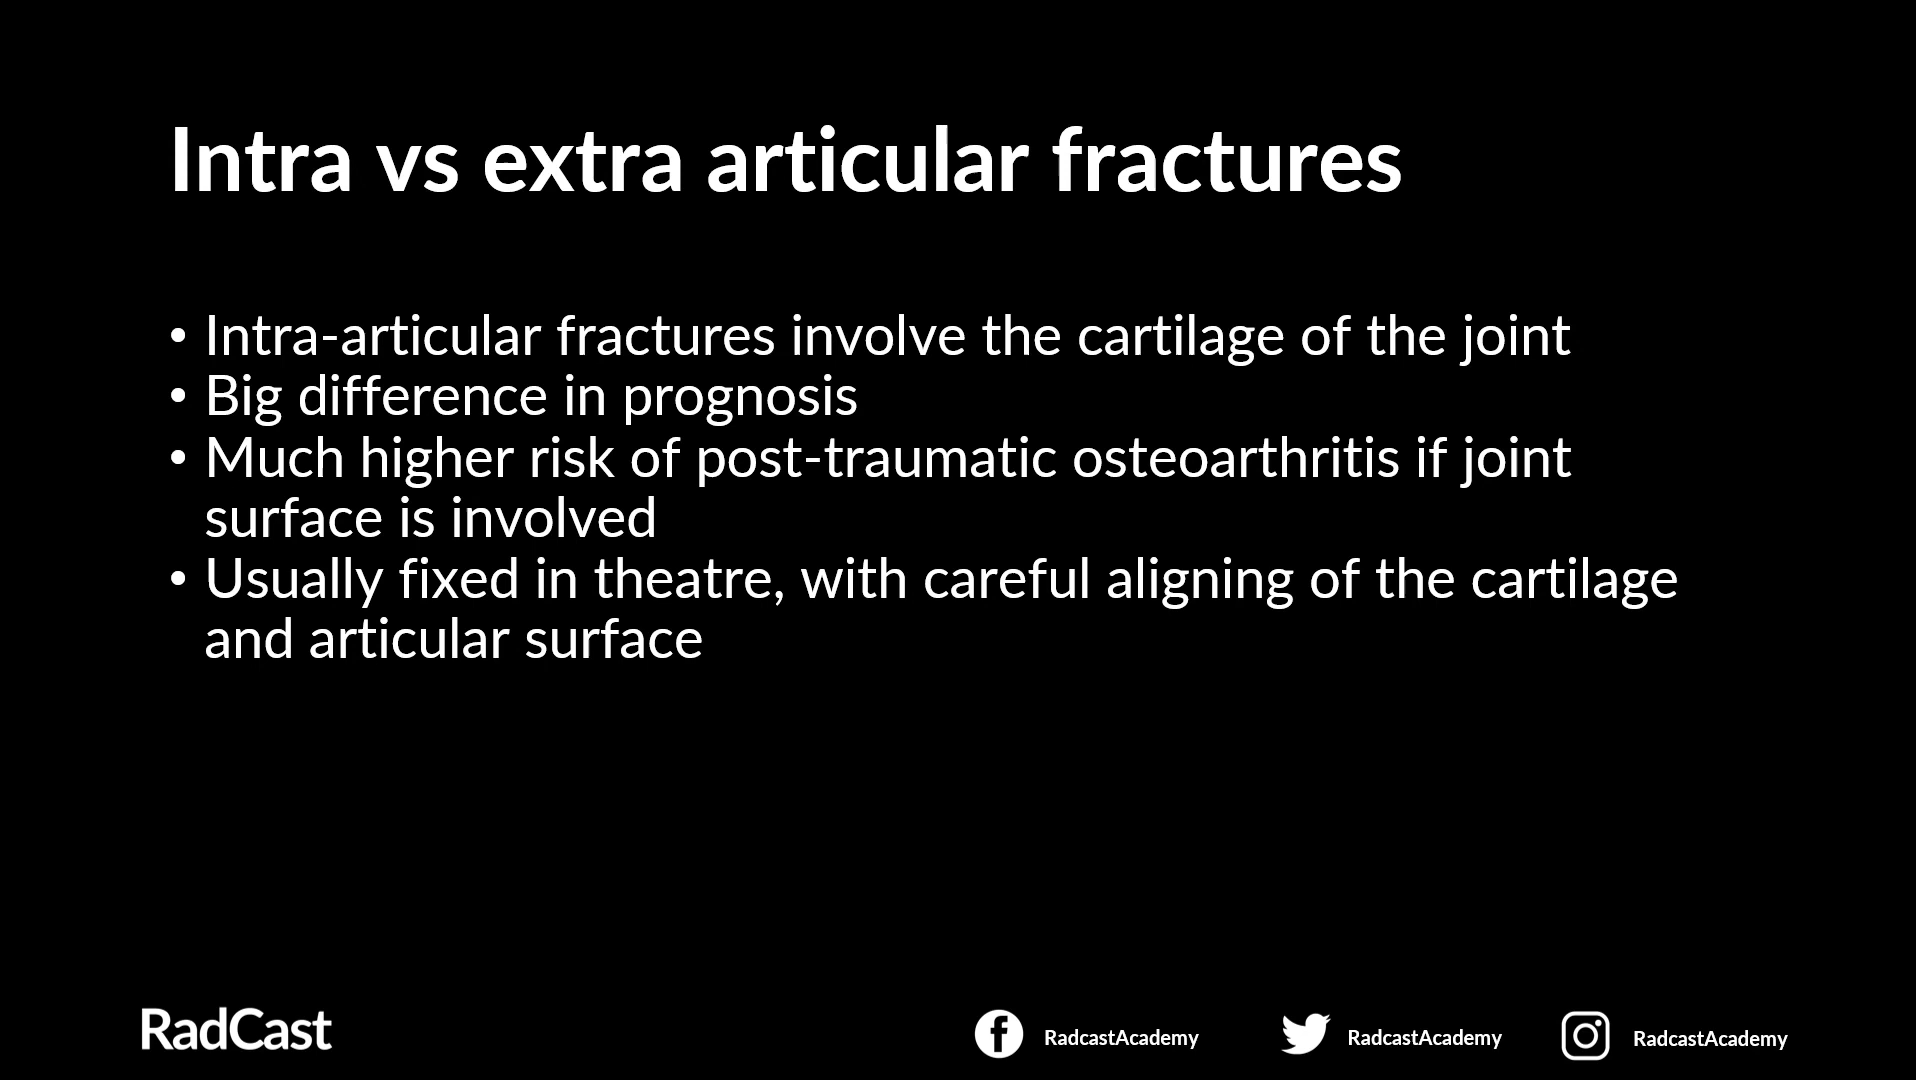 Intra vs extra articular fractures
• Intra-articular fractures involve the cartilage of the joint
• Big difference in prognosis
• Much higher risk of post-traumatic osteoarthritis if joint
surface is involved
• Usually fixed in theatre, with careful aligning of the cartilage
and articular surface
RadCast
RadcastAcademy
RadcastAcademy
RadcastAcademy